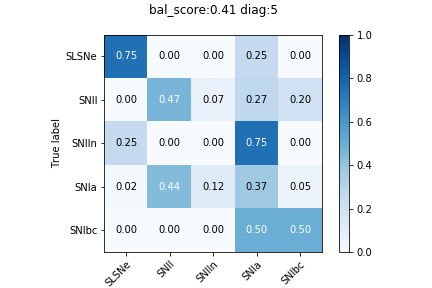 bal_score:0.41 diag:5
True label
SLSNe 0.75 0.00 0.00 0.25 0.00
SNII 0.00 0.47 0.07 0.27 0.20
SNIIn 0.25 0.00 0.00 0.75 0.00
SNIa 0.02 0.44 0.12 0.37 0.05
SNIbc 0.00 0.00 0.00 0.50 0.50
SLSNe SNII SNIIn SNIa SNIbc
1.0
0.8
0.6
0.4
0.2
0.0